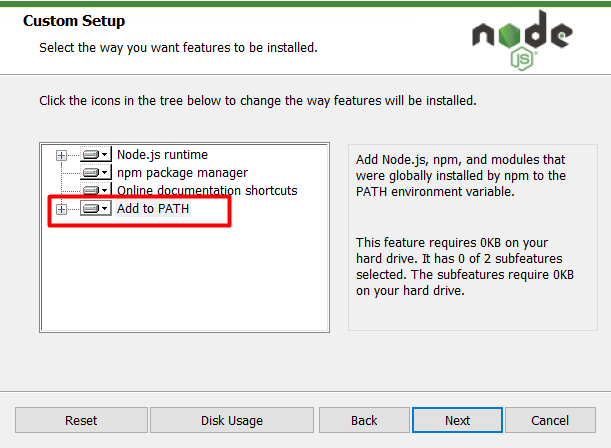 Custom Setup
Select the way you want features to be installed.
node
JS
Click the icons in the tree below to change the way features will be installed.
Node.js runtime
npm package manager
Online documentation shortcuts
Add to PATH
Add Node.js, npm, and modules that
were globally installed by npm to the
PATH environment variable.
This feature requires 0KB on your
hard drive. It has 0 of 2 subfeatures
selected. The subfeatures require 0KB
on your hard drive.
Reset
Disk Usage
Back
Next
Cancel